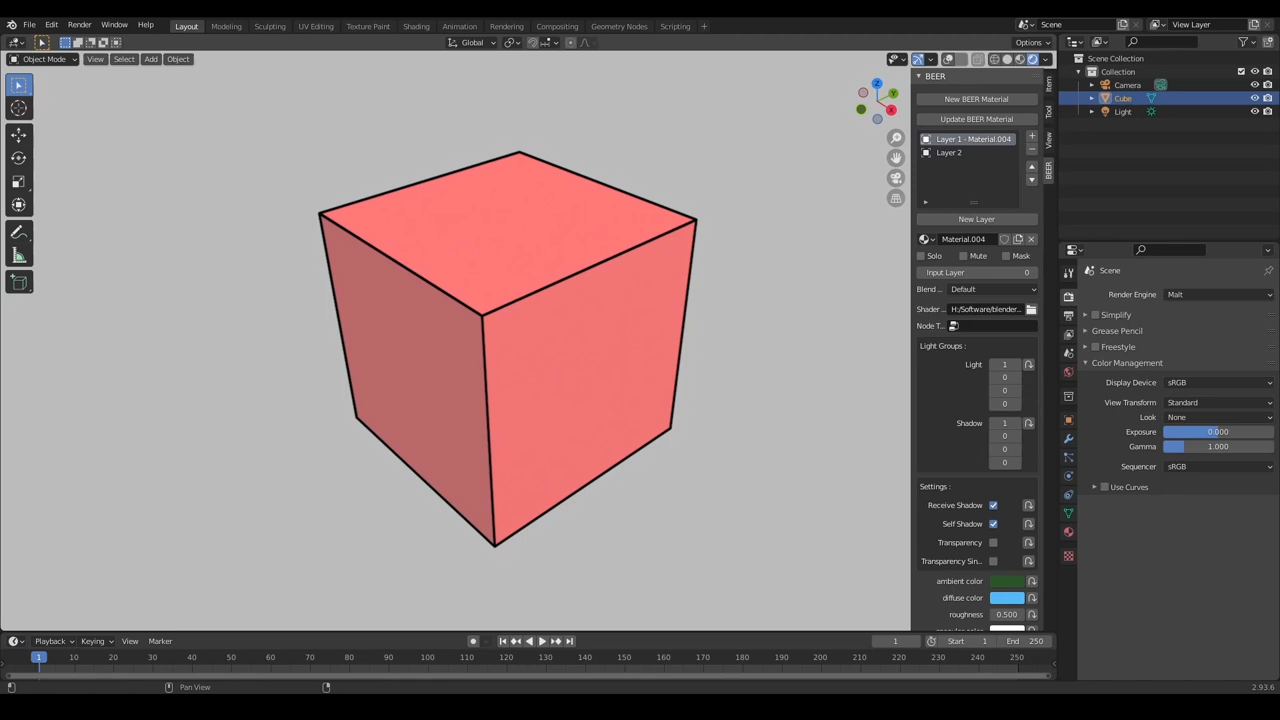 File Edit Render Window Help
Layout Modeling Sculpting UV Editing Texture Paint Shading Animation Rendering Compositing Geometry Nodes Scripting +
Scene
View Layer
Global
Options
Object Mode View Select Add Object
Z
Y
X
BEER
New BEER Material
Update BEER Material
Layer 1 - Material.004
Layer 2
New Layer
Material.004
Solo Mute Mask
Input Layer 0
Blend ... Default
Shader ... H:/Software/blender...
Node T...
Light Groups :
Light 1
0
0
0
Shadow 1
0
0
0
Settings :
Receive Shadow
Self Shadow
Transparency
Transparency Sin...
ambient color
diffuse color
roughness 0.500
Item
Tool
View
BEER
Scene Collection
Collection
Camera
Cube
Light
Scene
Render Engine Malt
Simplify
Grease Pencil
Freestyle
Color Management
Display Device sRGB
View Transform Standard
Look None
Exposure 0.000
Gamma 1.000
Sequencer sRGB
Use Curves
Playback Keying View Marker
1
Start 1 End 250
1 10 20 30 40 50 60 70 80 90 100 110 120 130 140 150 160 170 180 190 200 210 220 230 240 250
Pan View
2.93.6